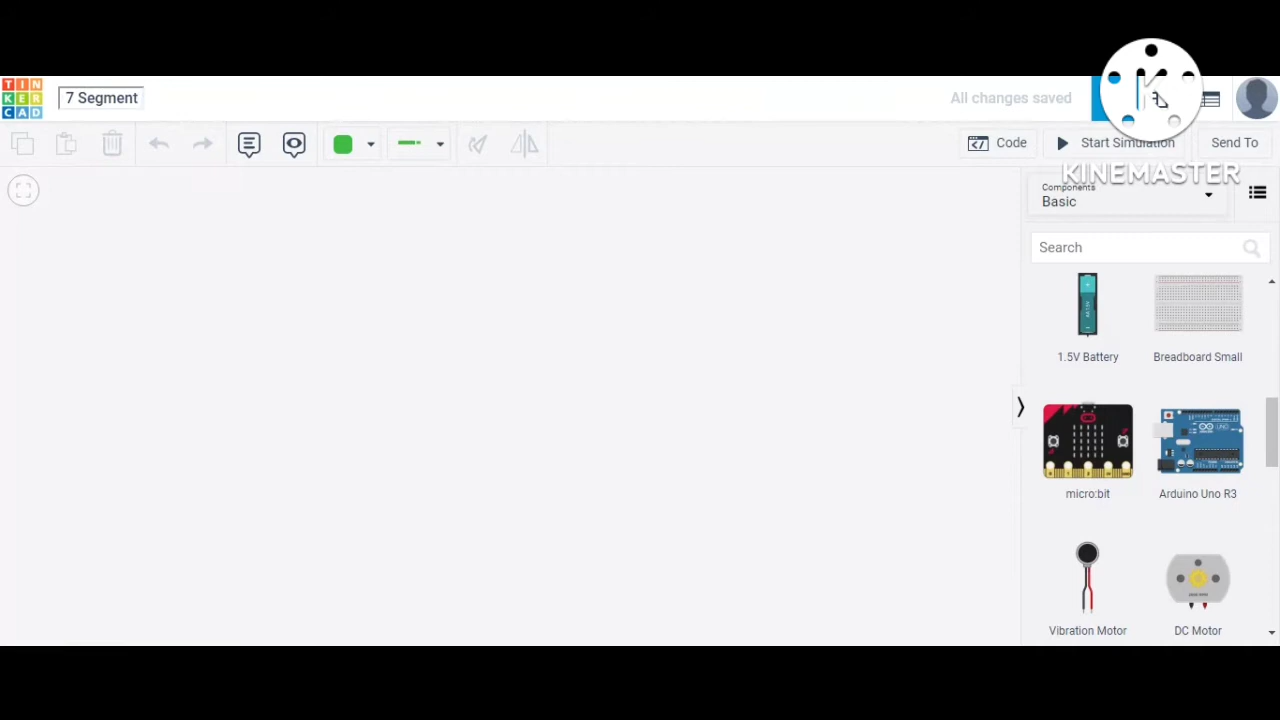 TIN
KER
CAD
7 Segment
All changes saved
Code
Start Simulation
Send To
KINEMASTER
Components
Basic
Search
1.5V Battery
Breadboard Small
micro:bit
Arduino Uno R3
Vibration Motor
DC Motor